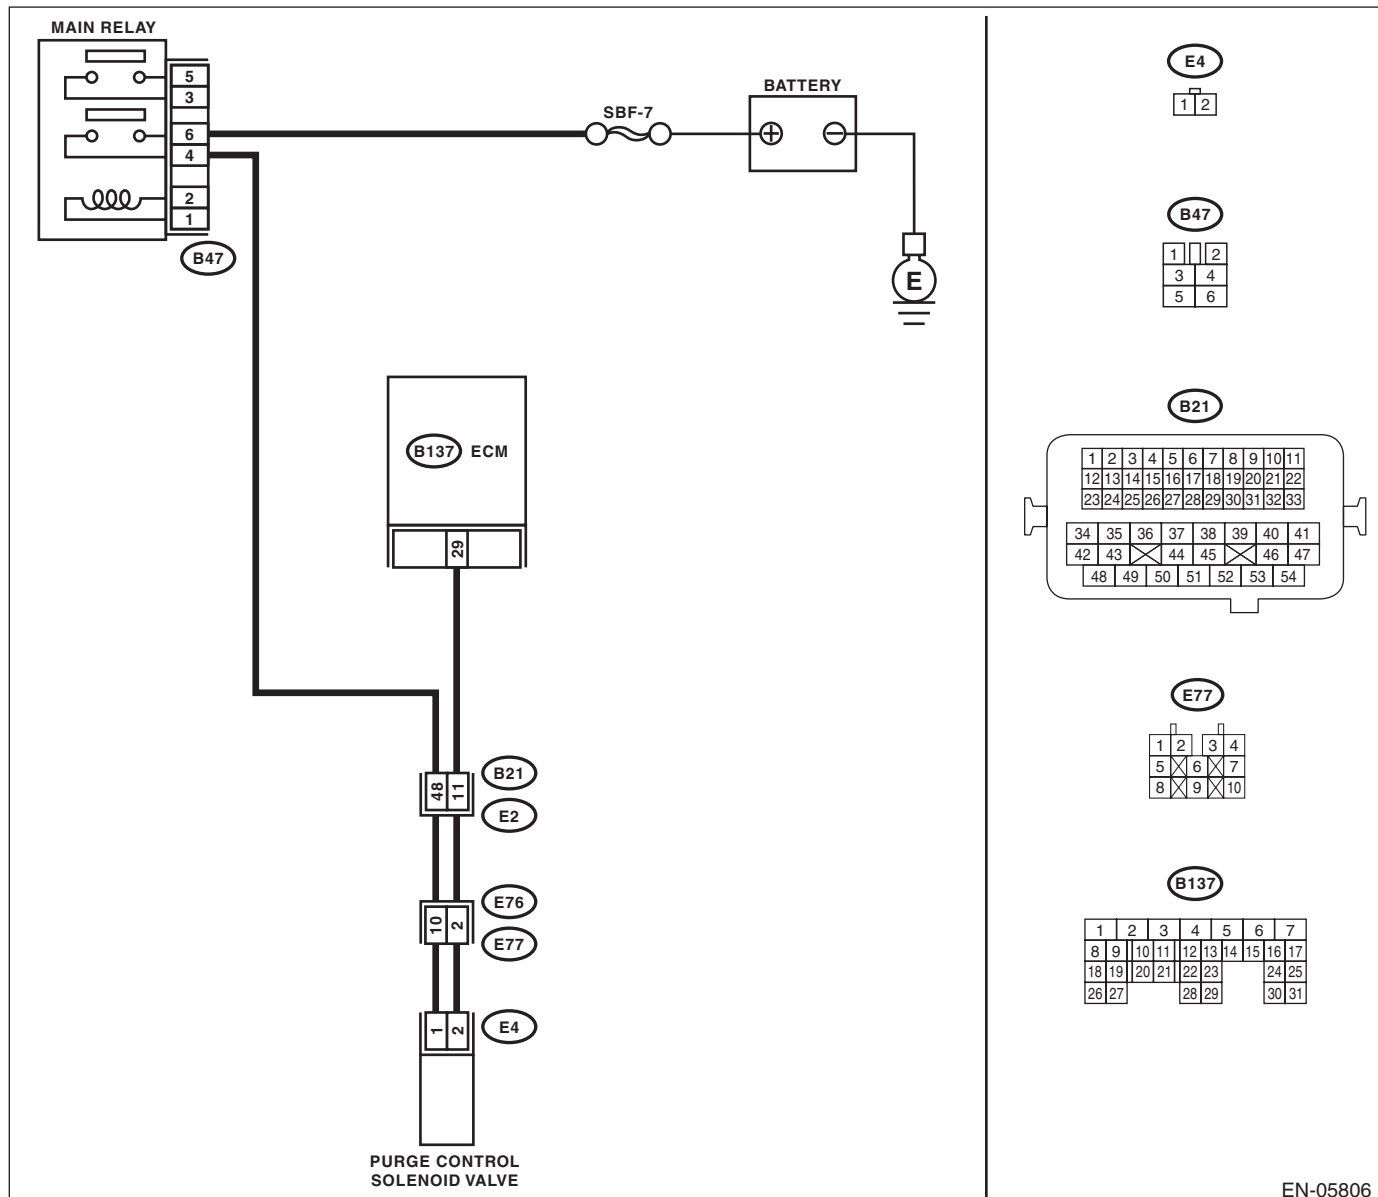 MAIN RELAY
5
3
6
4
2
1
B47
SBF-7
BATTERY
E
B137 ECM
29
48 11
B21
E2
10 2
E76
E77
1 2
E4
PURGE CONTROL
SOLENOID VALVE
E4
1 2
B47
1 2
3 4
5 6
B21
1 2 3 4 5 6 7 8 9 10 11
12 13 14 15 16 17 18 19 20 21 22
23 24 25 26 27 28 29 30 31 32 33
34 35 36 37 38 39 40 41
42 43 44 45 46 47
48 49 50 51 52 53 54
E77
1 2 3 4
5 6 7
8 9 10
B137
1 2 3 4 5 6 7
8 9 10 11 12 13 14 15 16 17
18 19 20 21 22 23 24 25
26 27 28 29 30 31
EN-05806